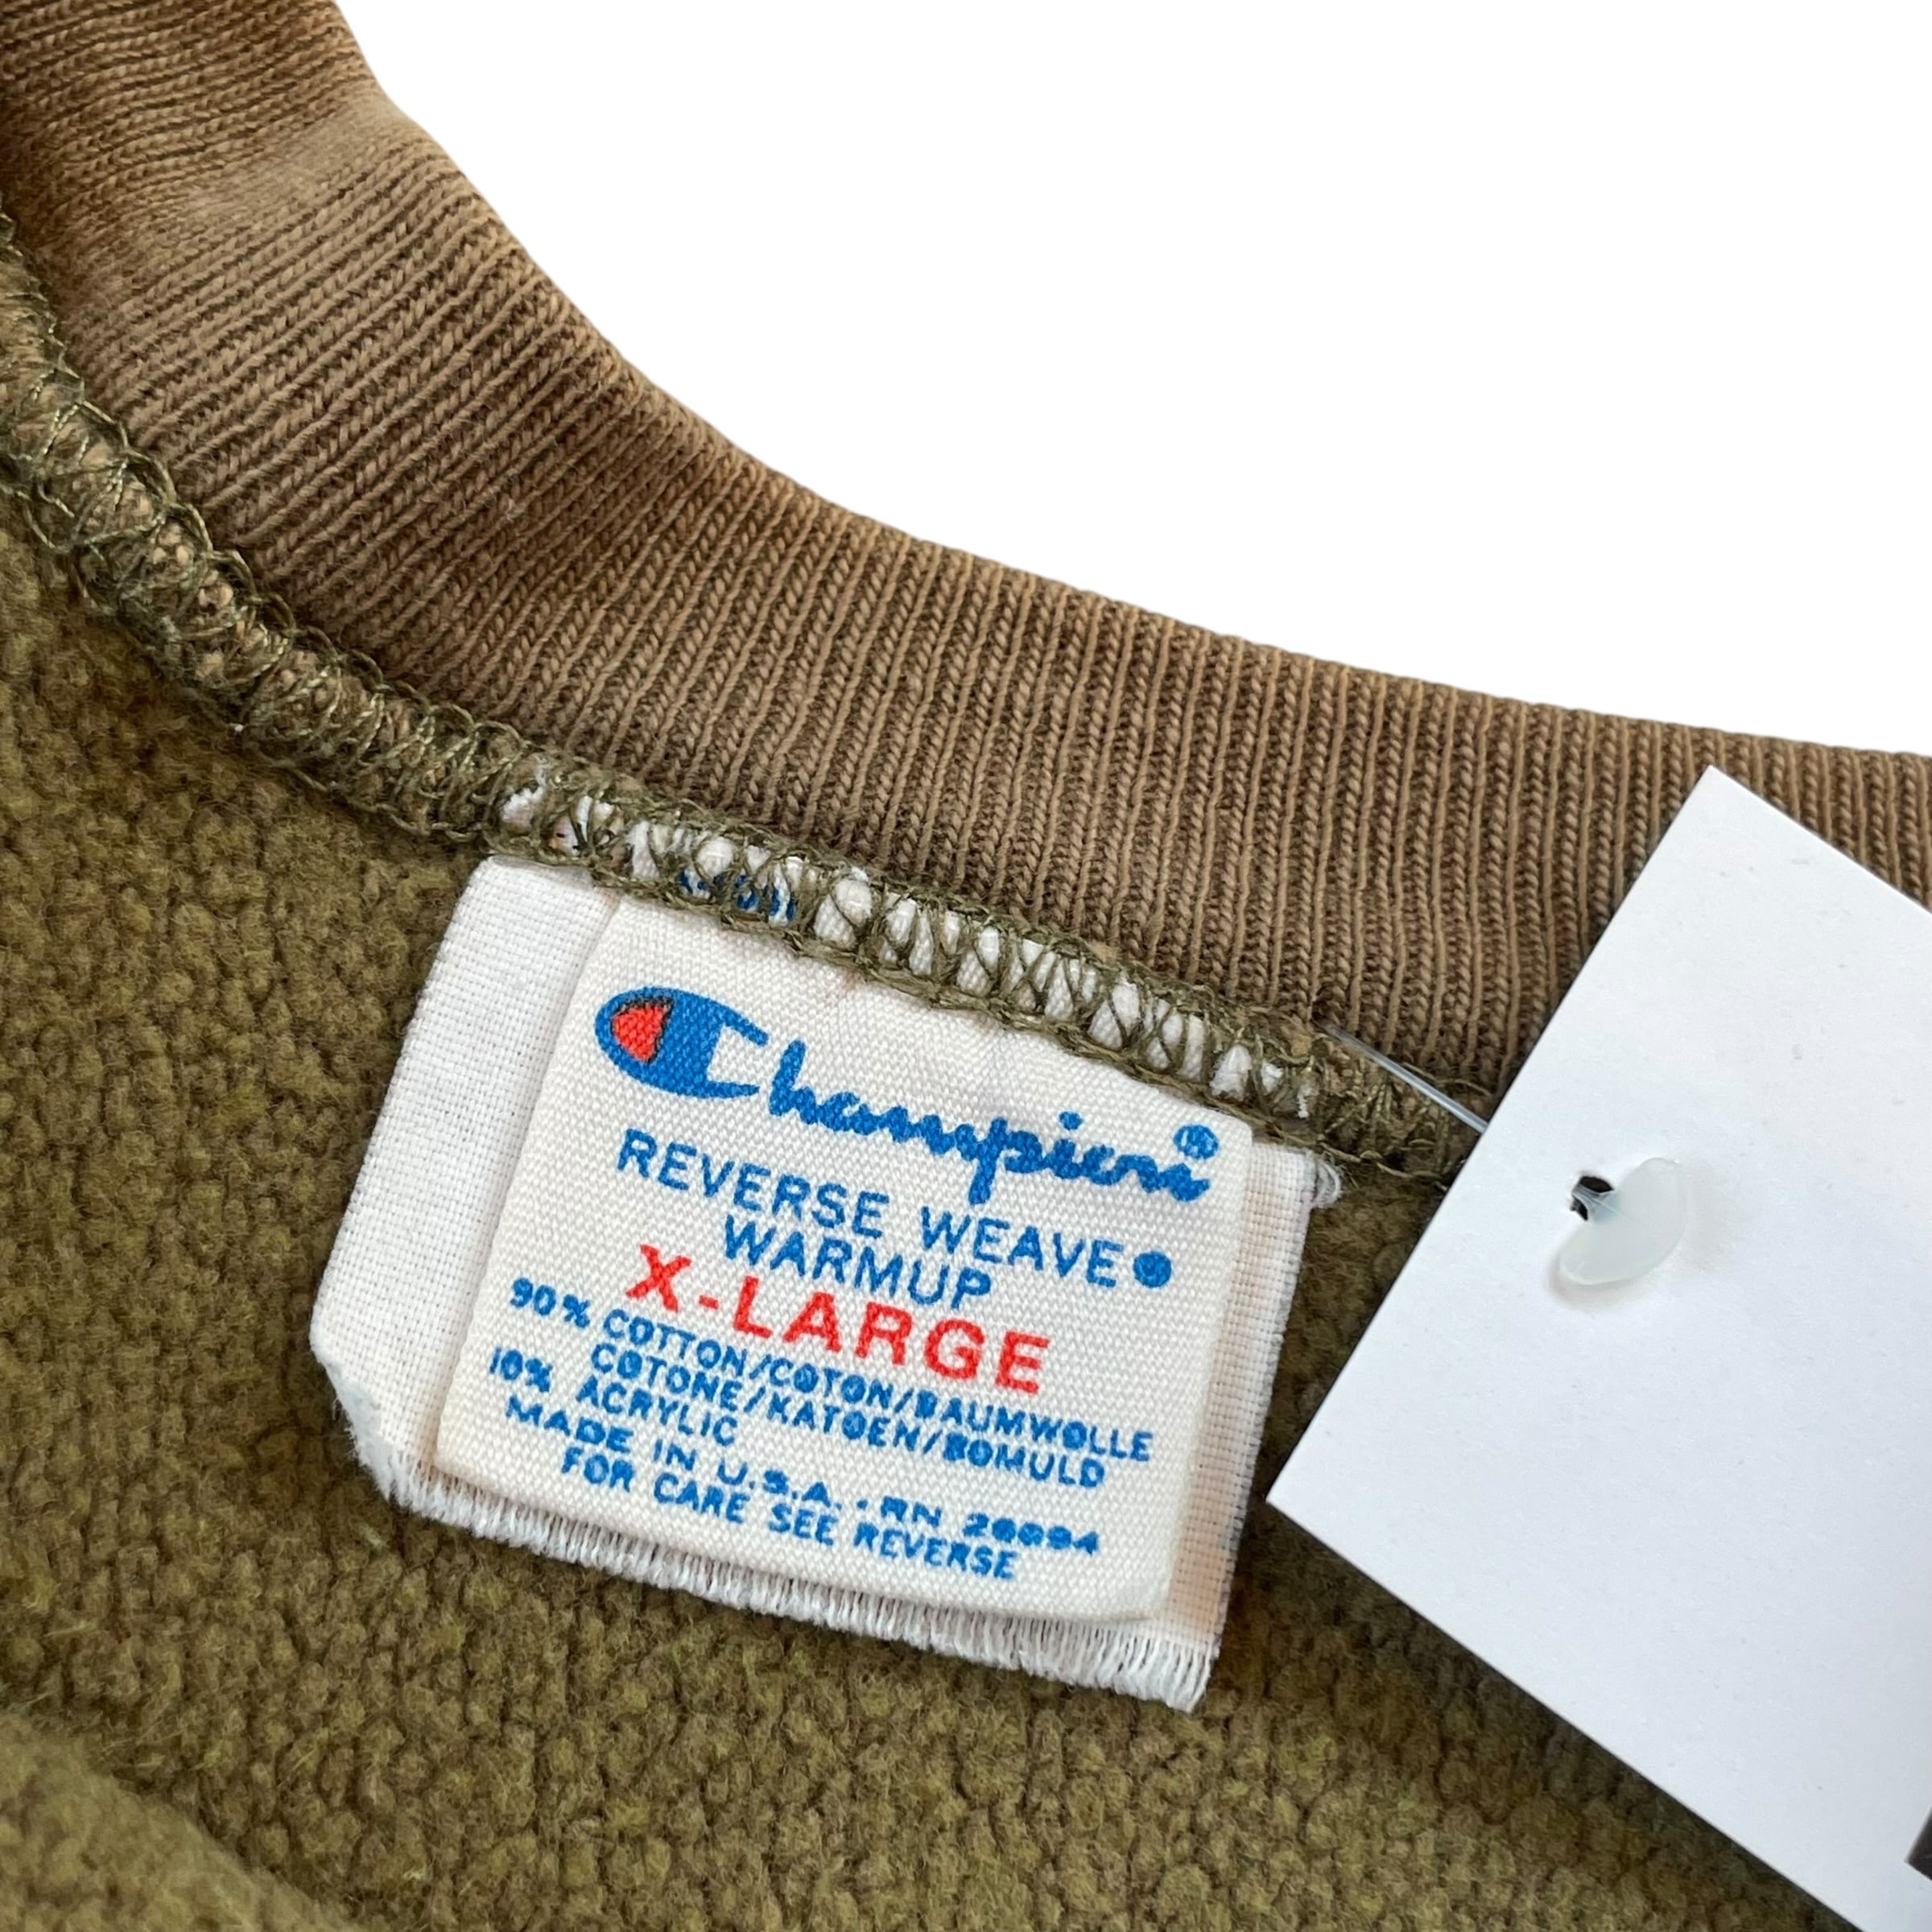 Champion®
REVERSE WEAVE®
WARMUP
X-LARGE
90% COTTON/COTON/BAUMWOLLE
COTONE/KATOEN/BOMULD
10% ACRYLIC
MADE IN U.S.A. - RN 26094
FOR CARE SEE REVERSE